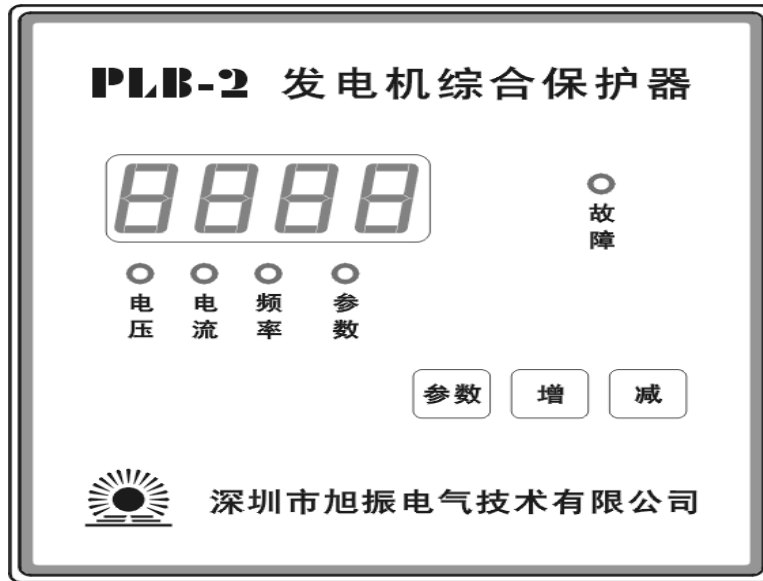 PLB-2 发电机综合保护器
8888
故障
电压 电流 频率 参数
参数 增 减
深圳市旭振电气技术有限公司